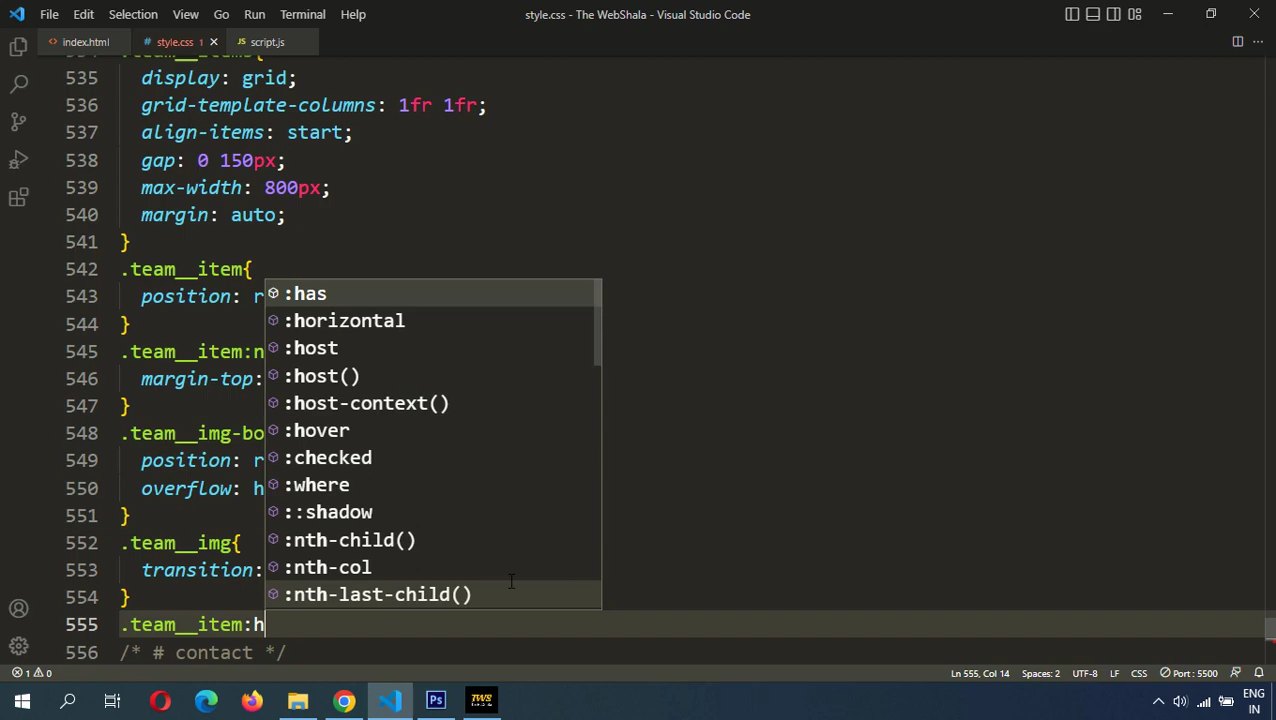 File Edit Selection View Go Run Terminal Help style.css - The WebShala - Visual Studio Code
index.html style.css 1 script.js
534 .team__items{
535 display: grid;
536 grid-template-columns: 1fr 1fr;
537 align-items: start;
538 gap: 0 150px;
539 max-width: 800px;
540 margin: auto;
541 }
542 .team__item{
543 position: r
544 }
545 .team__item:n
546 margin-top:
547 }
548 .team__img-bo
549 position: r
550 overflow: h
551 }
552 .team__img{
553 transition:
554 }
555 .team__item:h
556 /* # contact */
:has
:horizontal
:host
:host()
:host-context()
:hover
:checked
:where
::shadow
:nth-child()
:nth-col
:nth-last-child()
1 0 Ln 555, Col 14 Spaces: 2 UTF-8 LF CSS Port : 5500
Ps TWS ENG
IN